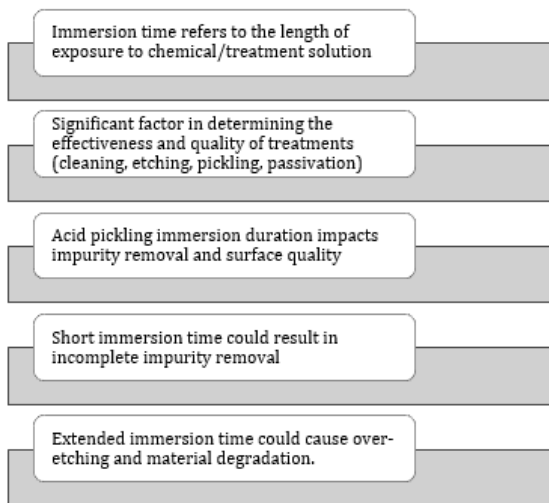 Immersion time refers to the length of
exposure to chemical/treatment solution
Significant factor in determining the
effectiveness and quality of treatments
(cleaning, etching, pickling, passivation)
Acid pickling immersion duration impacts
impurity removal and surface quality
Short immersion time could result in
incomplete impurity removal
Extended immersion time could cause over-
etching and material degradation.